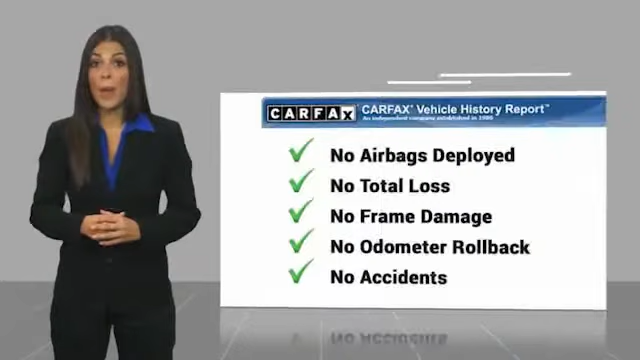 CARFAX CARFAX Vehicle History Report™
An independent company established in 1986
No Airbags Deployed
No Total Loss
No Frame Damage
No Odometer Rollback
No Accidents